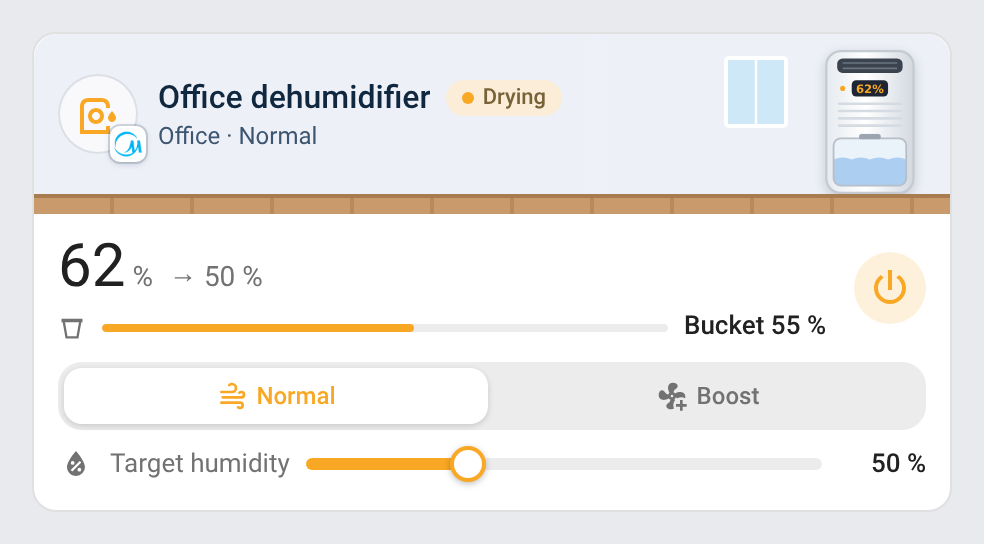 Office dehumidifier
Drying
Office · Normal
62%
62 % → 50 %
Bucket 55 %
Normal
Boost
Target humidity
50 %